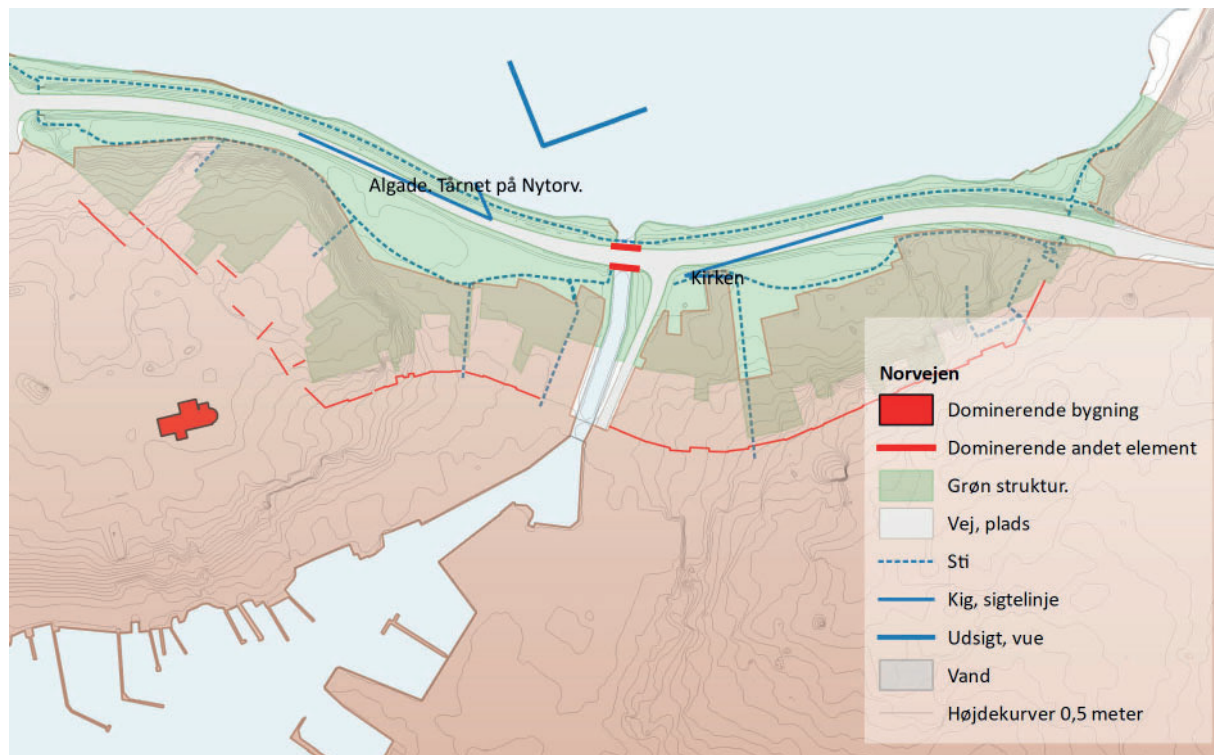 Algade. Tårnet på Nytorv.
Kirken
Norvejen
Dominerende bygning
Dominerende andet element
Grøn struktur.
Vej, plads
Sti
Kig, sigtelinje
Udsigt, vue
Vand
Højdekurver 0,5 meter